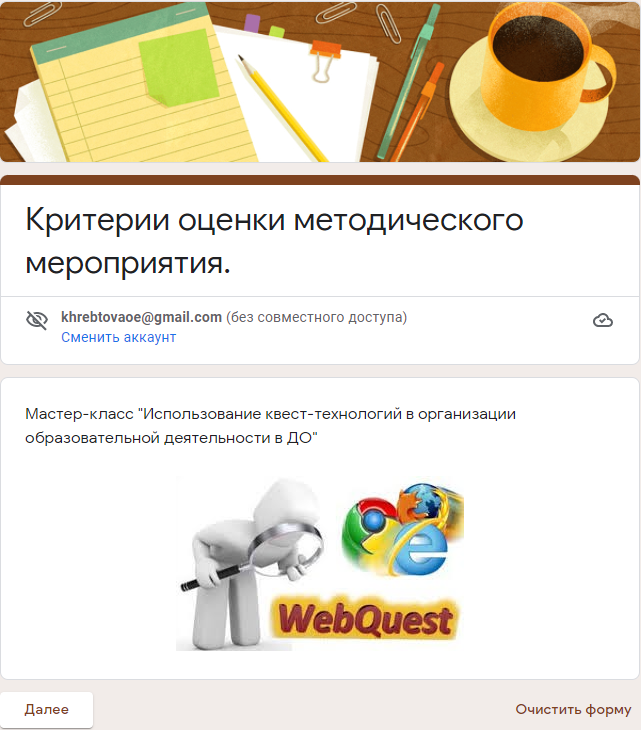 Критерии оценки методического
мероприятия.
khrebtovaoe@gmail.com (без совместного доступа)
Сменить аккаунт
Мастер-класс "Использование квест-технологий в организации
образовательной деятельности в ДО"
WebQuest
Далее
Очистить форму